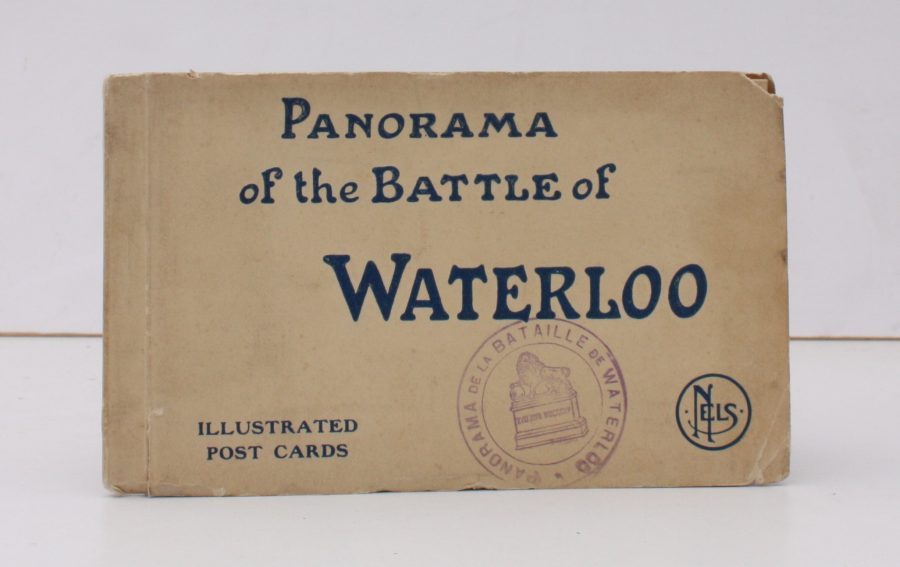 PANORAMA
of the BATTLE of
WATERLOO
PANORAMA DE LA BATAILLE DE WATERLOO
ILLUSTRATED
POST CARDS
NELS